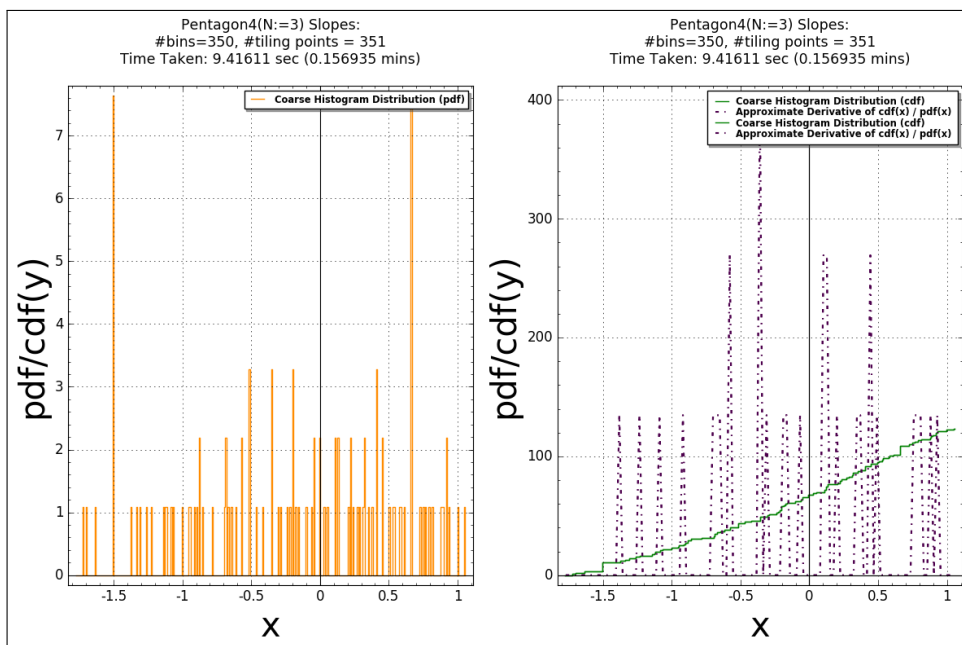 Pentagon4(N:=3) Slopes:
#bins=350, #tiling points = 351
Time Taken: 9.41611 sec (0.156935 mins)
Coarse Histogram Distribution (pdf)
7
6
5
4
3
2
1
0
pdf/cdf(y)
-1.5
-1
-0.5
0
0.5
1
x
Pentagon4(N:=3) Slopes:
#bins=350, #tiling points = 351
Time Taken: 9.41611 sec (0.156935 mins)
Coarse Histogram Distribution (cdf)
Approximate Derivative of cdf(x) / pdf(x)
Coarse Histogram Distribution (cdf)
Approximate Derivative of cdf(x) / pdf(x)
400
300
200
100
0
pdf/cdf(y)
-1.5
-1
-0.5
0
0.5
1
x